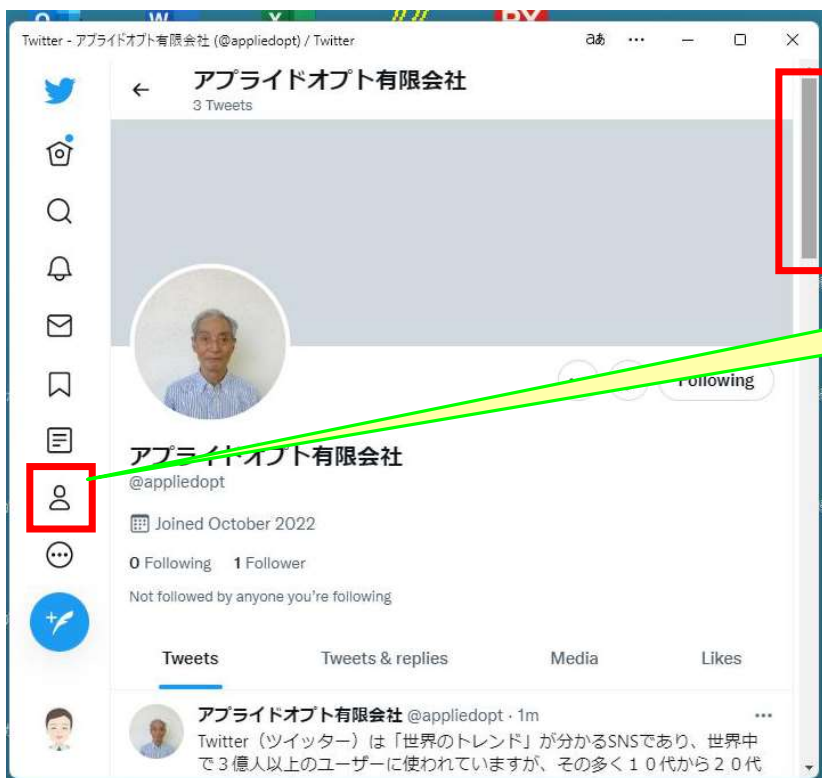 Twitter - アプライドオプト有限会社 (@appliedopt) / Twitter
aあ
アプライドオプト有限会社
3 Tweets
Following
アプライドオプト有限会社
@appliedopt
Joined October 2022
0 Following 1 Follower
Not followed by anyone you're following
Tweets Tweets & replies Media Likes
アプライドオプト有限会社 @appliedopt · 1m
Twitter（ツイッター）は「世界のトレンド」が分かるSNSであり、世界中
で３億人以上のユーザーに使われていますが、その多く１０代から２０代